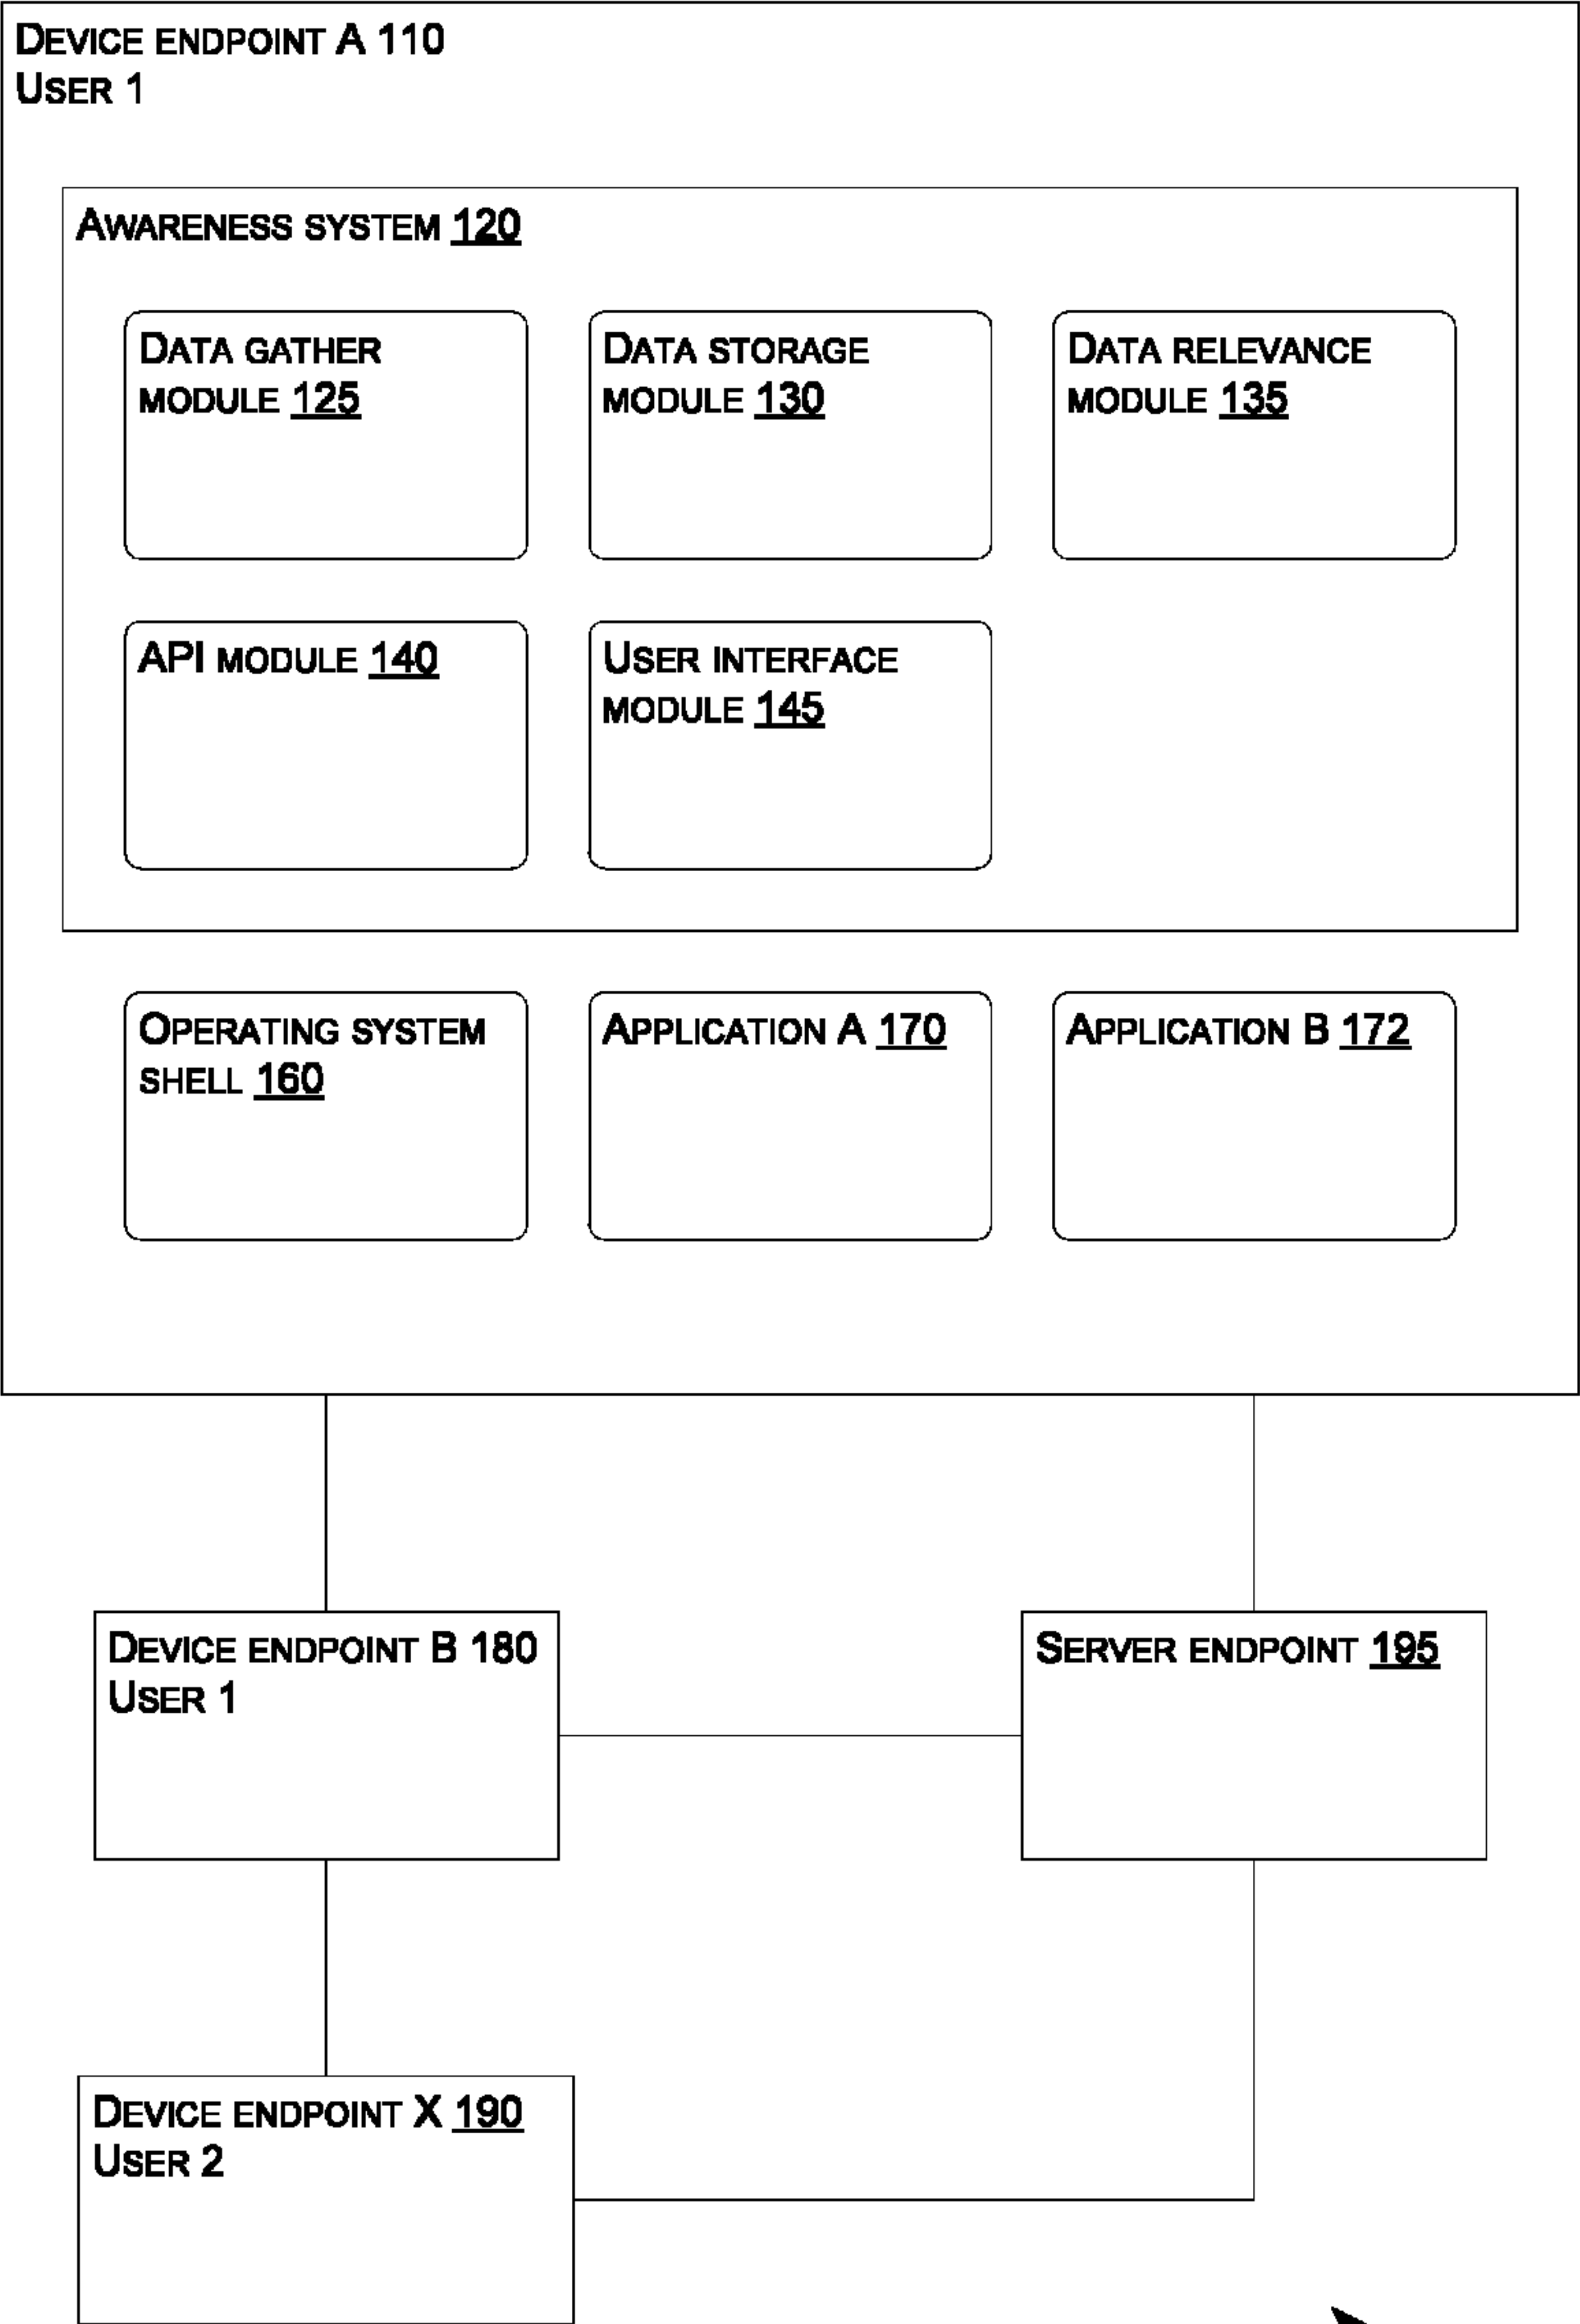 DEVICE ENDPOINT A 110
USER 1
AWARENESS SYSTEM 120
DATA GATHER
MODULE 125
DATA STORAGE
MODULE 130
DATA RELEVANCE
MODULE 135
API MODULE 140
USER INTERFACE
MODULE 145
OPERATING SYSTEM
SHELL 160
APPLICATION A 170
APPLICATION B 172
DEVICE ENDPOINT B 180
USER 1
SERVER ENDPOINT 195
DEVICE ENDPOINT X 190
USER 2